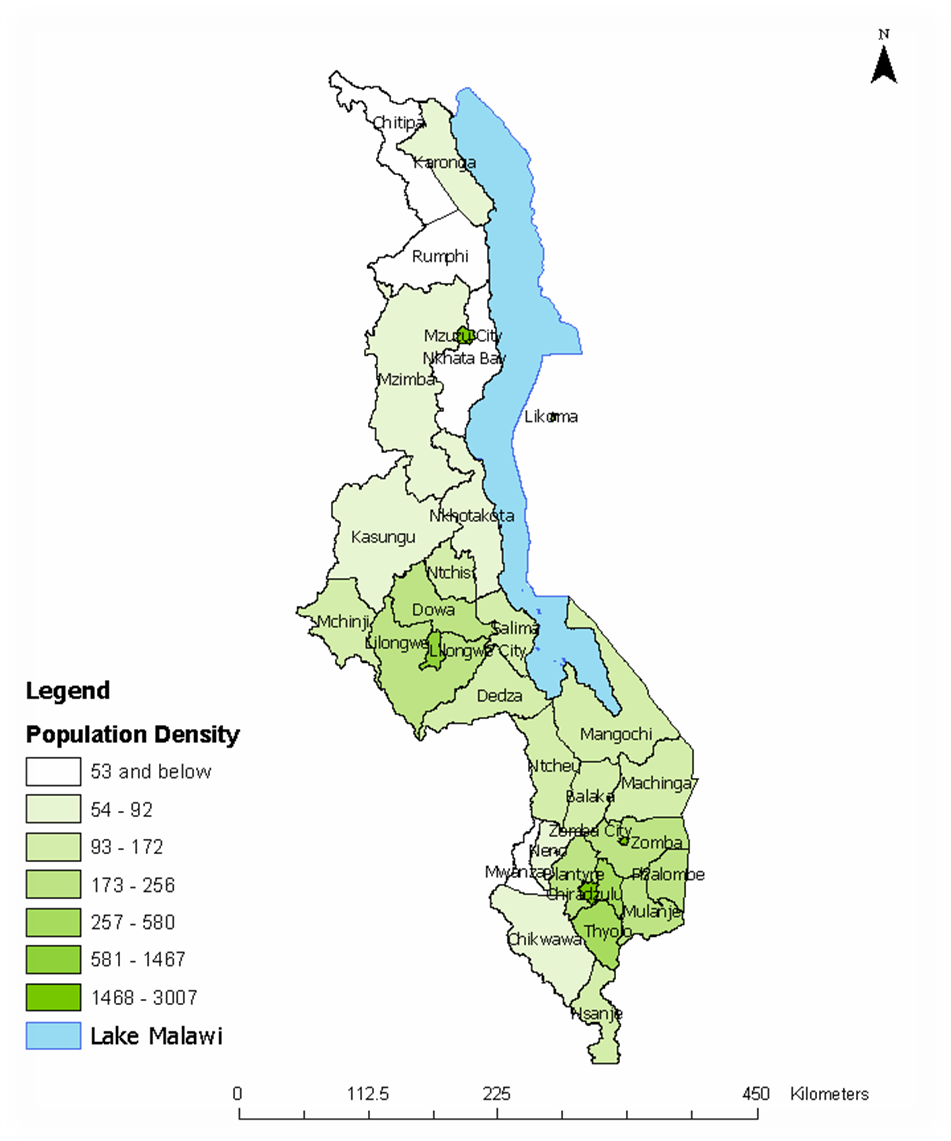 N
Chitipa
Karonga
Rumphi
Mzuzu City
Nkhata Bay
Mzimba
Likoma
Nkhotakota
Kasungu
Ntchisi
Dowa
Mchinji
Salima
Lilongwe
Lilongwe City
Dedza
Mangochi
Ntcheu
Machinga
Balaka
Zomba City
Zomba
Neno
Mwanza
Blantyre
Phalombe
Chiradzulu
Mulanje
Thyolo
Chikwawa
Nsanje
Legend
Population Density
53 and below
54 - 92
93 - 172
173 - 256
257 - 580
581 - 1467
1468 - 3007
Lake Malawi
0 112.5 225 450 Kilometers